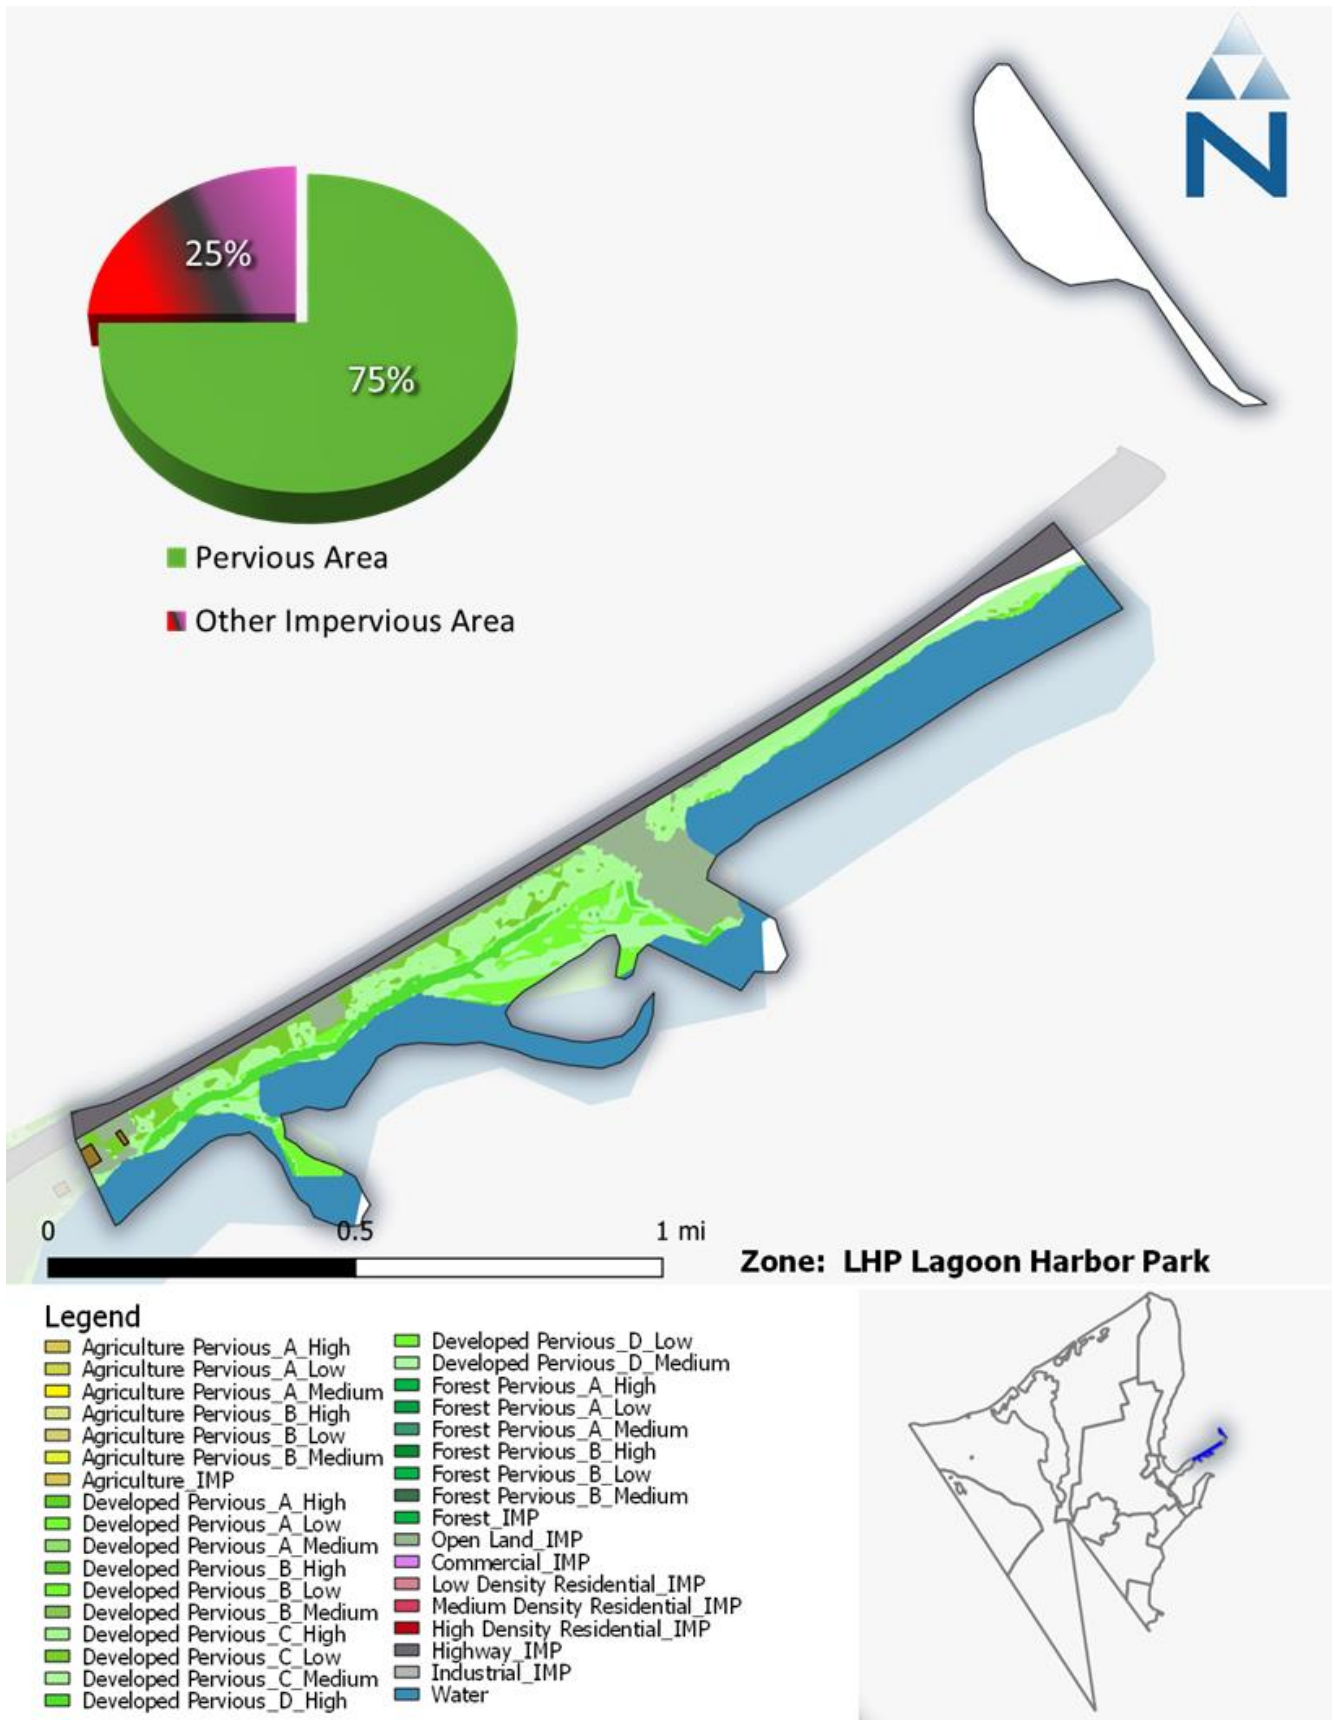 N
25%
75%
Pervious Area
Other Impervious Area
0 0.5 1 mi
Zone: LHP Lagoon Harbor Park
Legend
Agriculture Pervious_A_High
Agriculture Pervious_A_Low
Agriculture Pervious_A_Medium
Agriculture Pervious_B_High
Agriculture Pervious_B_Low
Agriculture Pervious_B_Medium
Agriculture_IMP
Developed Pervious_A_High
Developed Pervious_A_Low
Developed Pervious_A_Medium
Developed Pervious_B_High
Developed Pervious_B_Low
Developed Pervious_B_Medium
Developed Pervious_C_High
Developed Pervious_C_Low
Developed Pervious_C_Medium
Developed Pervious_D_High
Developed Pervious_D_Low
Developed Pervious_D_Medium
Forest Pervious_A_High
Forest Pervious_A_Low
Forest Pervious_A_Medium
Forest Pervious_B_High
Forest Pervious_B_Low
Forest Pervious_B_Medium
Forest_IMP
Open Land_IMP
Commercial_IMP
Low Density Residential_IMP
Medium Density Residential_IMP
High Density Residential_IMP
Highway_IMP
Industrial_IMP
Water